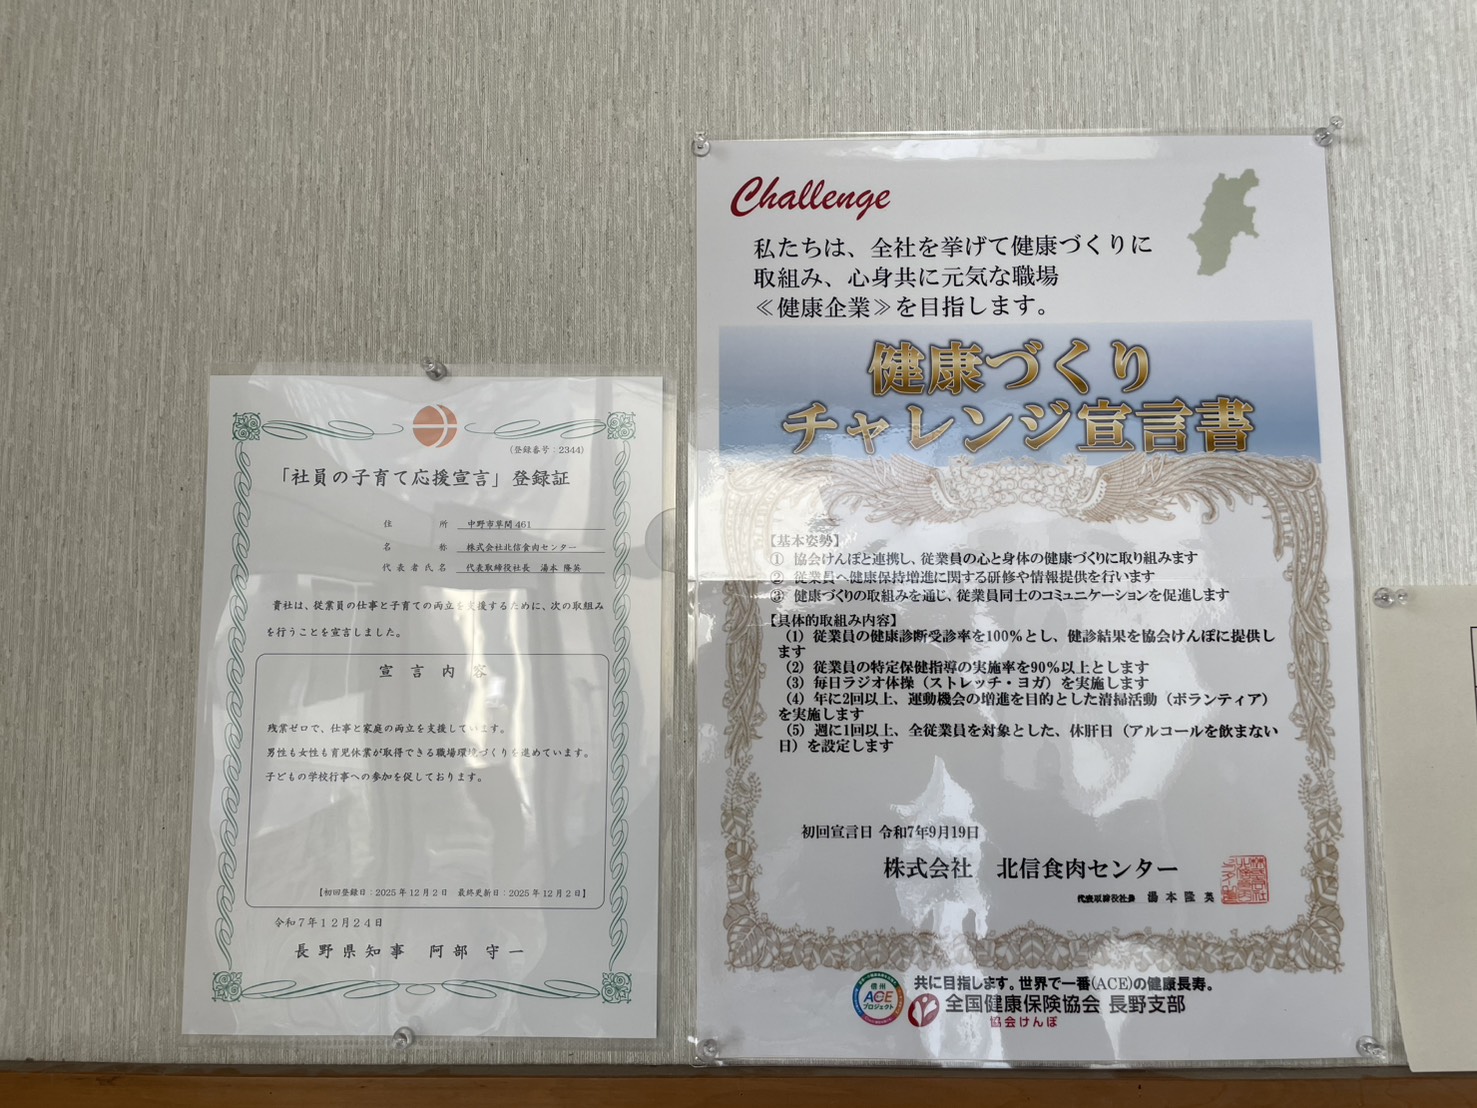 (登録番号：2344)
「社員の子育て応援宣言」登録証
住所 中野市草間461
名称 株式会社北信食肉センター
代表者氏名 代表取締役社長 湯本 隆英
貴社は、従業員の仕事と子育ての両立を支援するために、次の取組み
を行うことを宣言しました。
宣言内容
残業ゼロで、仕事と家庭の両立を支援しています。
男性も女性も育児休業が取得できる職場環境づくりを進めています。
子どもの学校行事への参加を促しております。
【初回登録日：2025年12月2日 最終更新日：2025年12月2日】
令和7年12月24日
長野県知事 阿部 守一
Challenge
私たちは、全社を挙げて健康づくりに
取組み、心身共に元気な職場
≪健康企業≫を目指します。
健康づくり
チャレンジ宣言書
【基本姿勢】
① 協会けんぽと連携し、従業員の心と身体の健康づくりに取り組みます
② 従業員へ健康保持増進に関する研修や情報提供を行います
③ 健康づくりの取組みを通じ、従業員同士のコミュニケーションを促進します
【具体的取組み内容】
（1）従業員の健康診断受診率を100%とし、健診結果を協会けんぽに提供し
ます
（2）従業員の特定保健指導の実施率を90%以上とします
（3）毎日ラジオ体操（ストレッチ・ヨガ）を実施します
（4）年に2回以上、運動機会の増進を目的とした清掃活動（ボランティア）
を実施します
（5）週に1回以上、全従業員を対象とした、休肝日（アルコールを飲まない
日）を設定します
初回宣言日 令和7年9月19日
株式会社 北信食肉センター
代表取締役社長 湯本 隆英
信州
ACE
プロジェクト
共に目指します。世界で一番(ACE)の健康長寿。
全国健康保険協会 長野支部
協会けんぽ